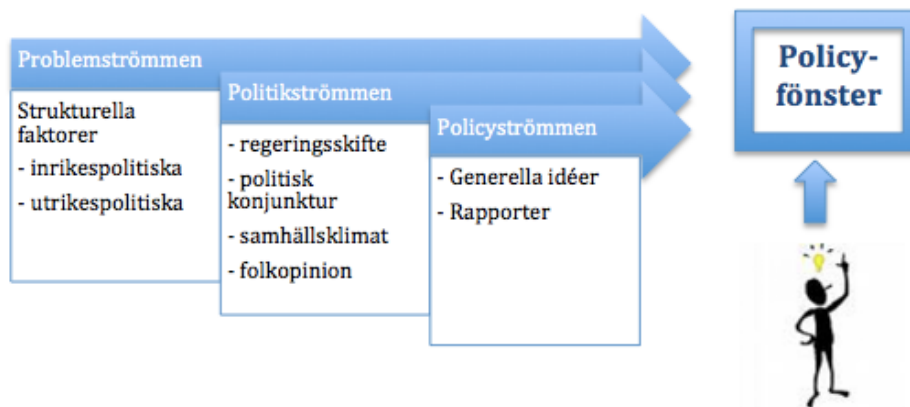 Problemströmmen
Strukturella
faktorer
- inrikespolitiska
- utrikespolitiska
Politikströmmen
- regeringsskifte
- politisk
konjunktur
- samhällsklimat
- folkopinion
Policyströmmen
- Generella idéer
- Rapporter
Policy-
fönster